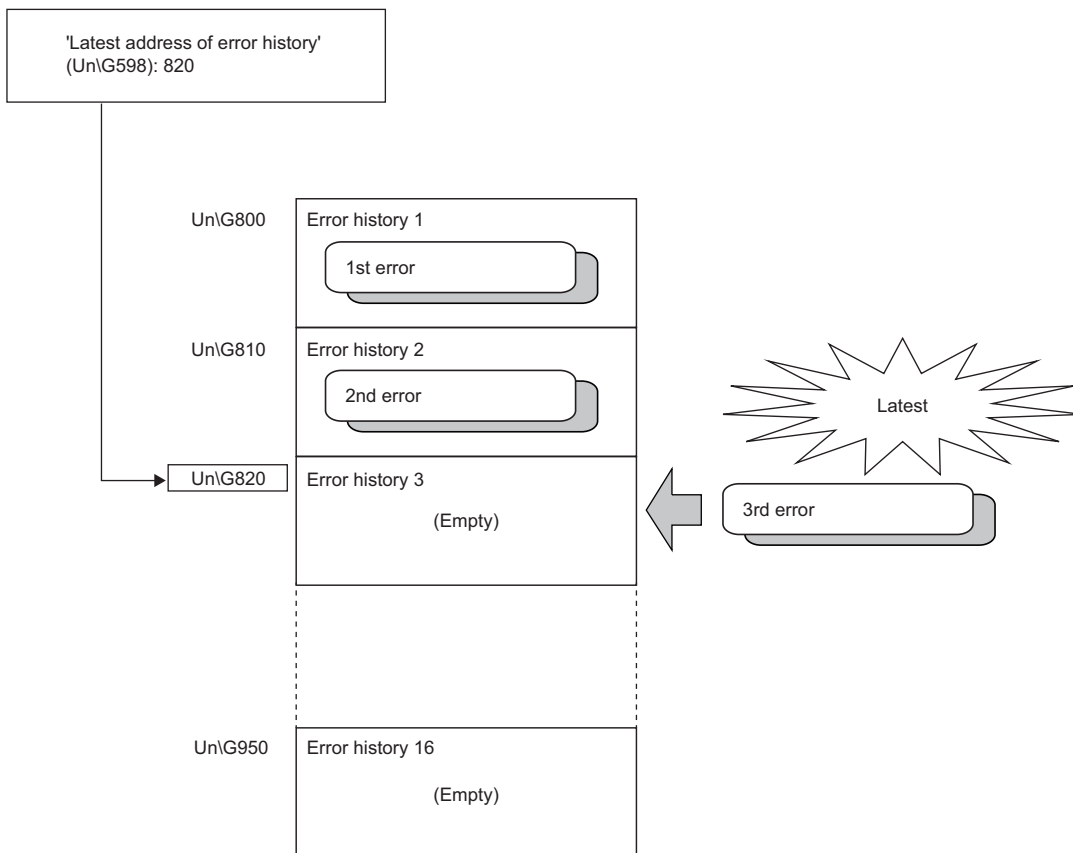 'Latest address of error history'
(Un\G598): 820
Un\G800
Error history 1
1st error
Un\G810
Error history 2
2nd error
Latest
Un\G820
Error history 3
(Empty)
3rd error
Un\G950
Error history 16
(Empty)